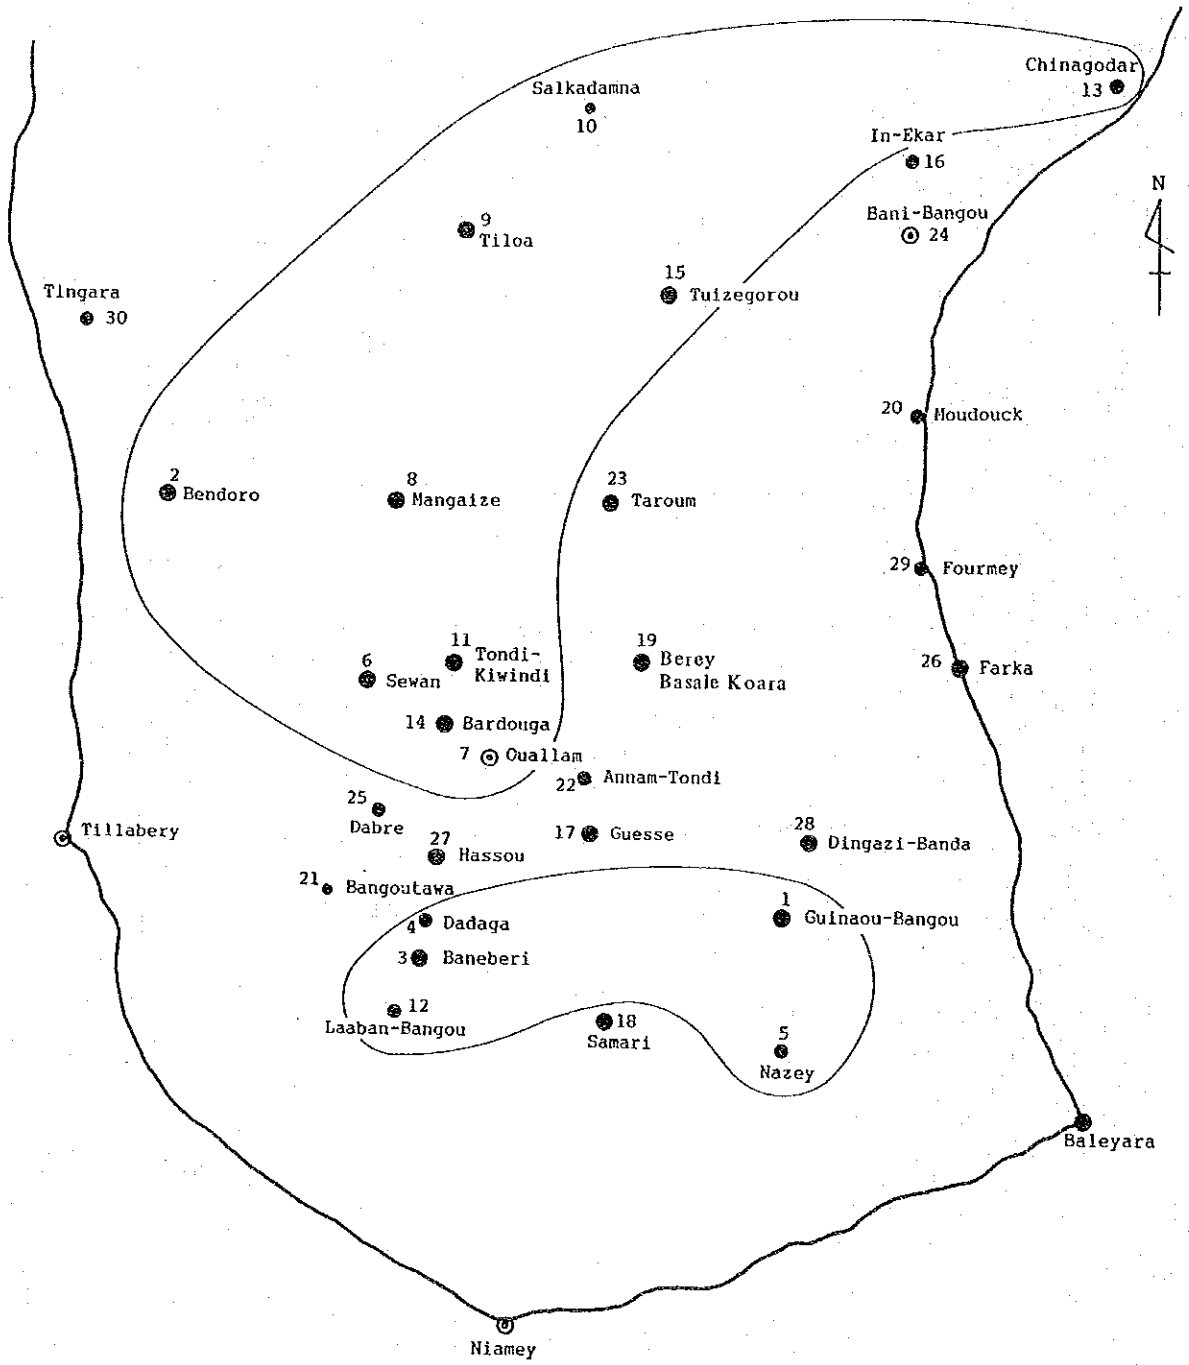 Chinagodar
13
Salkadamna
10
In-Ekar
16
N
Bani-Bangou
24
9
Tiloa
15
Tuizegorou
Tingara
30
20
Moudouck
2
Bendoro
8
Mangaize
23
Taroum
29
Fourmey
11
Tondi-
Kiwindi
6
Sewan
19
Berey
Basale Koara
26
Farka
14
Bardouga
7
Ouallam
22
Annam-Tondi
25
Dabre
Tillabery
17
Guesse
28
Dingazi-Banda
27
Hassou
21
Bangoutawa
1
Guinaou-Bangou
4
Dadaga
3
Baneberi
12
Laaban-Bangou
18
Samari
5
Nazey
Baleyara
Niamey